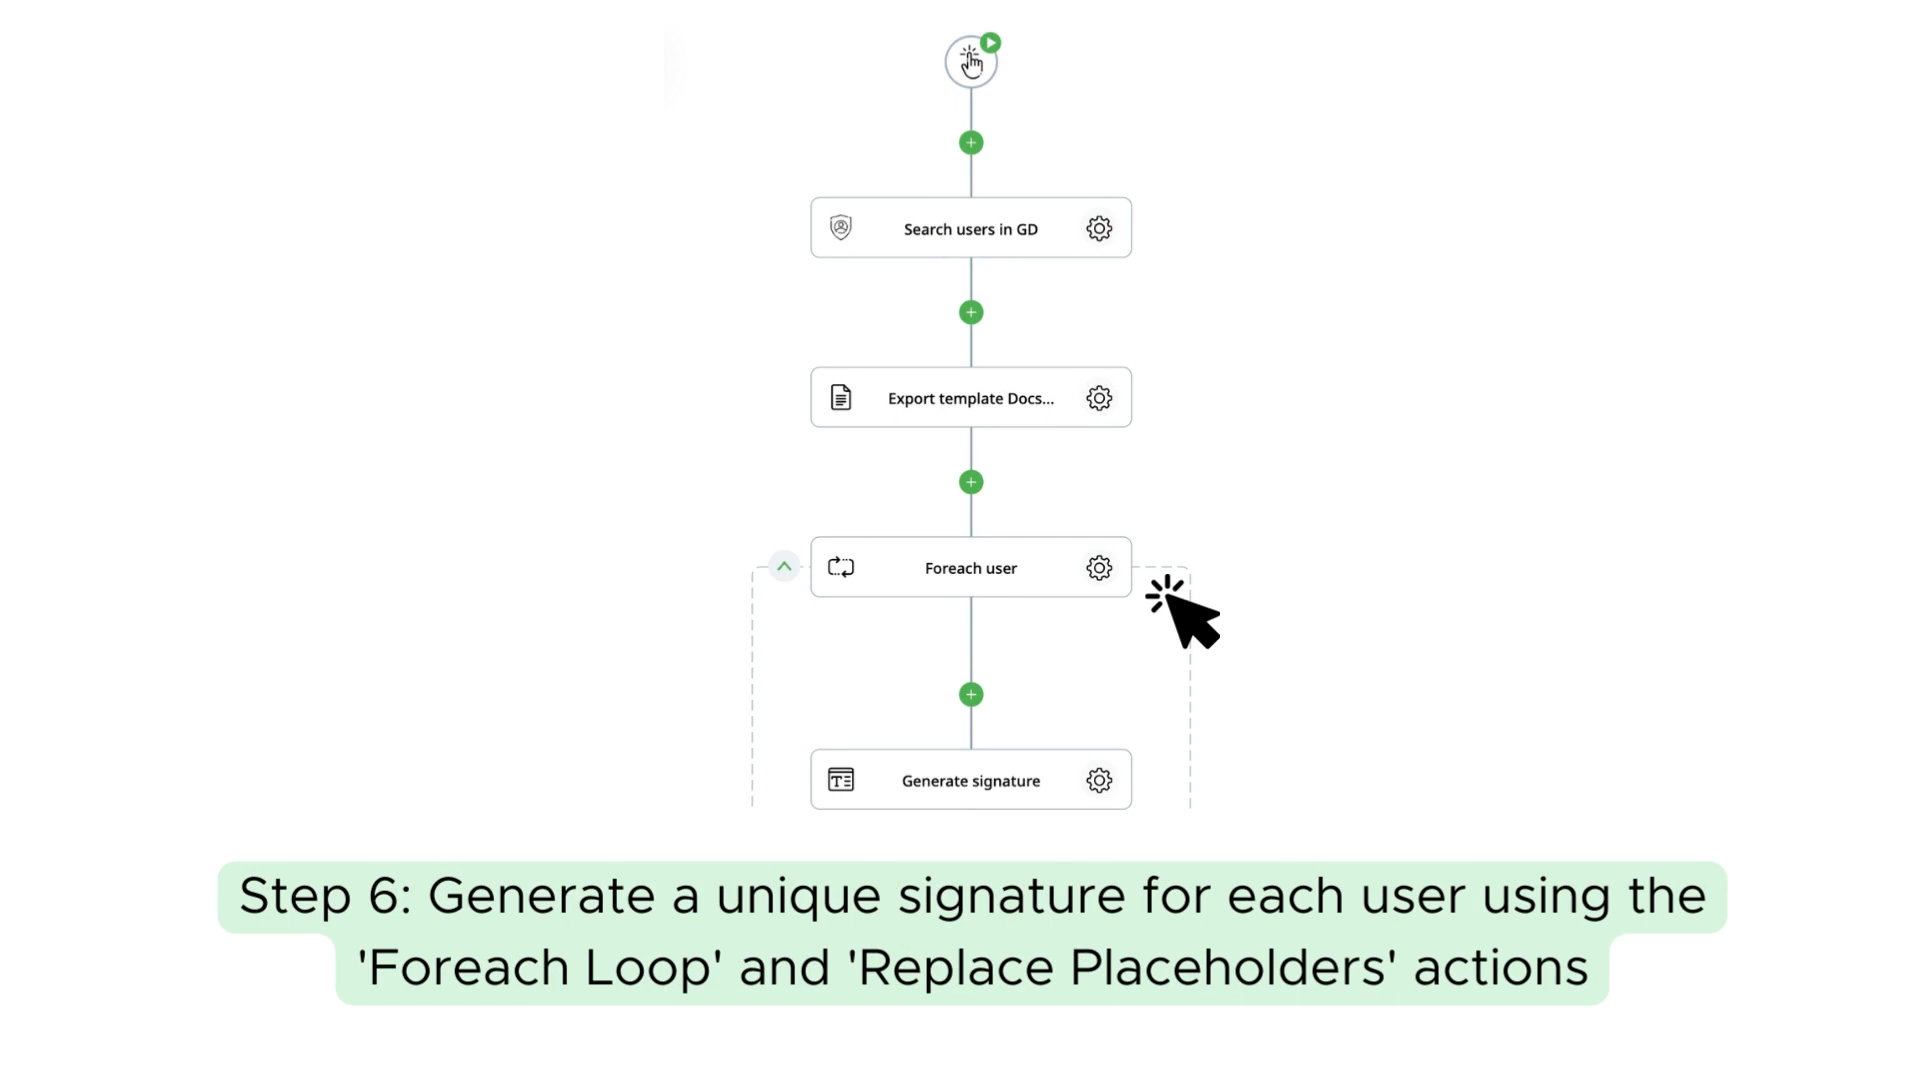 Search users in GD
Export template Docs...
Foreach user
Generate signature
Step 6: Generate a unique signature for each user using the
'Foreach Loop' and 'Replace Placeholders' actions